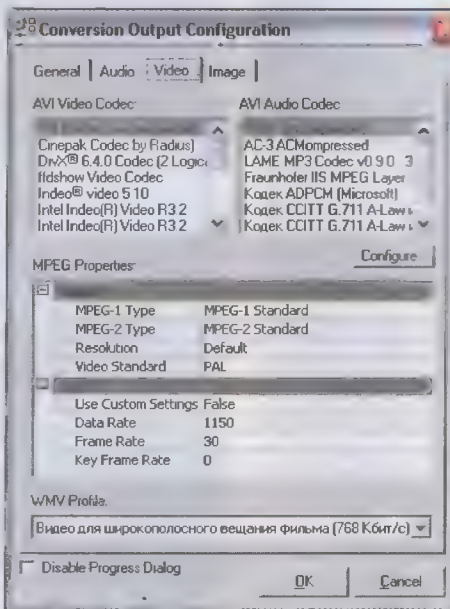 Conversion Output Configuration
General Audio Video Image
AVI Video Codec:
Cinepak Codec by Radius)
DivX® 6.4.0 Codec (2 Logic
ffdshow Video Codec
Indeo® video 5 10
Intel Indeo(R) Video R3 2
Intel Indeo(R) Video R3 2
AVI Audio Codec
AC-3 ACMompressed
LAME MP3 Codec v0 9 0 3
Fraunhofer IIS MPEG Layer
Кодек ADPCM (Microsoft)
Кодек CCITT G.711 A-Law
Кодек CCITT G.711 A-Law
Configure
MPEG Properties:
MPEG-1 Type MPEG-1 Standard
MPEG-2 Type MPEG-2 Standard
Resolution Default
Video Standard PAL
Use Custom Settings False
Data Rate 1150
Frame Rate 30
Key Frame Rate 0
WMV Profile:
Видео для широкополосного вещания фильма (768 Кбит/с)
Disable Progress Dialog
OK Cancel